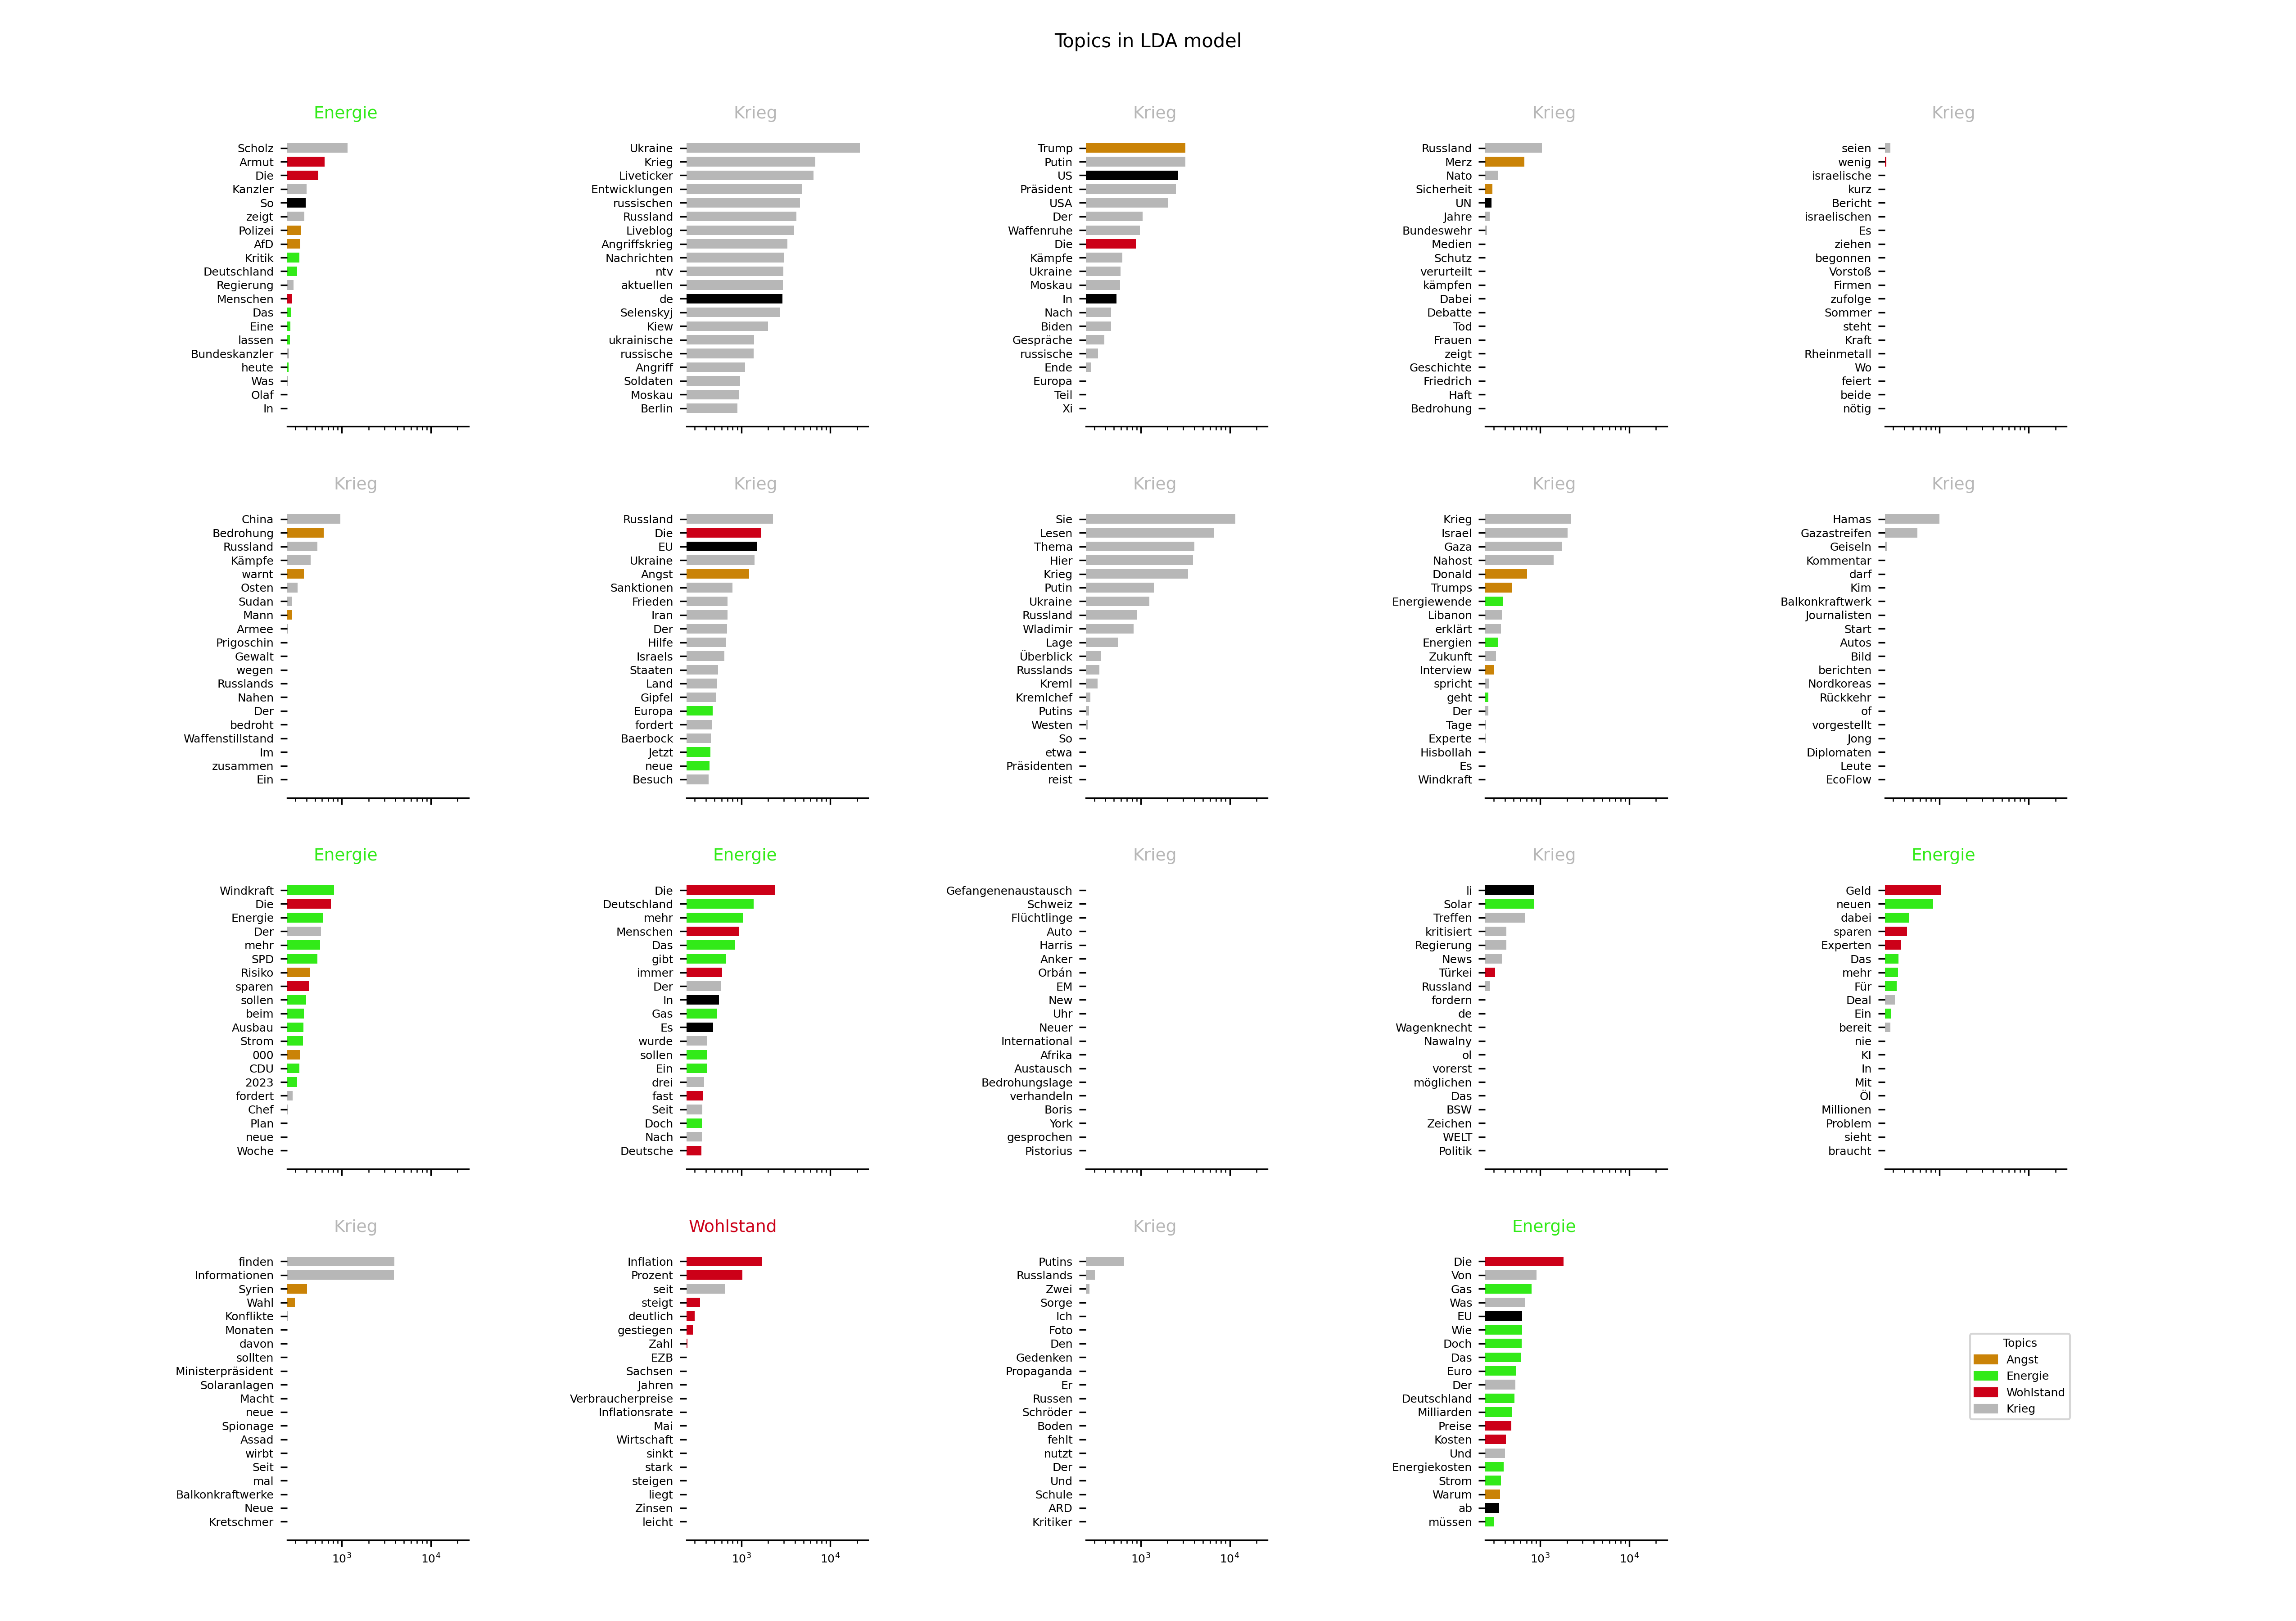 Topics in LDA model
Energie
Scholz
Armut
Die
Kanzler
So
zeigt
Polizei
AfD
Kritik
Deutschland
Regierung
Menschen
Das
Eine
lassen
Bundeskanzler
heute
Was
Olaf
In
Krieg
Ukraine
Krieg
Liveticker
Entwicklungen
russischen
Russland
Liveblog
Angriffskrieg
Nachrichten
ntv
aktuellen
de
Selenskyj
Kiew
ukrainische
russische
Angriff
Soldaten
Moskau
Berlin
Krieg
Trump
Putin
US
Präsident
USA
Der
Waffenruhe
Die
Kämpfe
Ukraine
Moskau
In
Nach
Biden
Gespräche
russische
Ende
Europa
Teil
Xi
Krieg
Russland
Merz
Nato
Sicherheit
UN
Jahre
Bundeswehr
Medien
Schutz
verurteilt
kämpfen
Dabei
Debatte
Tod
Frauen
zeigt
Geschichte
Friedrich
Haft
Bedrohung
Krieg
seien
wenig
israelische
kurz
Bericht
israelischen
Es
ziehen
begonnen
Vorstoß
Firmen
zufolge
Sommer
steht
Kraft
Rheinmetall
Wo
feiert
beide
nötig
Krieg
China
Bedrohung
Russland
Kämpfe
warnt
Osten
Sudan
Mann
Armee
Prigoschin
Gewalt
wegen
Russlands
Nahen
Der
bedroht
Waffenstillstand
Im
zusammen
Ein
Krieg
Russland
Die
EU
Ukraine
Angst
Sanktionen
Frieden
Iran
Der
Hilfe
Israels
Staaten
Land
Gipfel
Europa
fordert
Baerbock
Jetzt
neue
Besuch
Krieg
Sie
Lesen
Thema
Hier
Krieg
Putin
Ukraine
Russland
Wladimir
Lage
Überblick
Russlands
Kreml
Kremlchef
Putins
Westen
So
etwa
Präsidenten
reist
Krieg
Krieg
Israel
Gaza
Nahost
Donald
Trumps
Energiewende
Libanon
erklärt
Energien
Zukunft
Interview
spricht
geht
Der
Tage
Experte
Hisbollah
Es
Windkraft
Krieg
Hamas
Gazastreifen
Geiseln
Kommentar
darf
Kim
Balkonkraftwerk
Journalisten
Start
Autos
Bild
berichten
Nordkoreas
Rückkehr
of
vorgestellt
Jong
Diplomaten
Leute
EcoFlow
Energie
Windkraft
Die
Energie
Der
mehr
SPD
Risiko
sparen
sollen
beim
Ausbau
Strom
000
CDU
2023
fordert
Chef
Plan
neue
Woche
Energie
Die
Deutschland
mehr
Menschen
Das
gibt
immer
Der
In
Gas
Es
wurde
sollen
Ein
drei
fast
Seit
Doch
Nach
Deutsche
Krieg
Gefangenenaustausch
Schweiz
Flüchtlinge
Auto
Harris
Anker
Orbán
EM
New
Uhr
Neuer
International
Afrika
Austausch
Bedrohungslage
verhandeln
Boris
York
gesprochen
Pistorius
Krieg
li
Solar
Treffen
kritisiert
Regierung
News
Türkei
Russland
fordern
de
Wagenknecht
Nawalny
ol
vorerst
möglichen
Das
BSW
Zeichen
WELT
Politik
Energie
Geld
neuen
dabei
sparen
Experten
Das
mehr
Für
Deal
Ein
bereit
nie
KI
In
Mit
Öl
Millionen
Problem
sieht
braucht
Krieg
finden
Informationen
Syrien
Wahl
Konflikte
Monaten
davon
sollten
Ministerpräsident
Solaranlagen
Macht
neue
Spionage
Assad
wirbt
Seit
mal
Balkonkraftwerke
Neue
Kretschmer
10³ 10⁴
Wohlstand
Inflation
Prozent
seit
steigt
deutlich
gestiegen
Zahl
EZB
Sachsen
Jahren
Verbraucherpreise
Inflationsrate
Mai
Wirtschaft
sinkt
stark
steigen
liegt
Zinsen
leicht
10³ 10⁴
Krieg
Putins
Russlands
Zwei
Sorge
Ich
Foto
Den
Gedenken
Propaganda
Er
Russen
Schröder
Boden
fehlt
nutzt
Der
Und
Schule
ARD
Kritiker
10³ 10⁴
Energie
Die
Von
Gas
Was
EU
Wie
Doch
Das
Euro
Der
Deutschland
Milliarden
Preise
Kosten
Und
Energiekosten
Strom
Warum
ab
müssen
10³ 10⁴
Topics
Angst
Energie
Wohlstand
Krieg